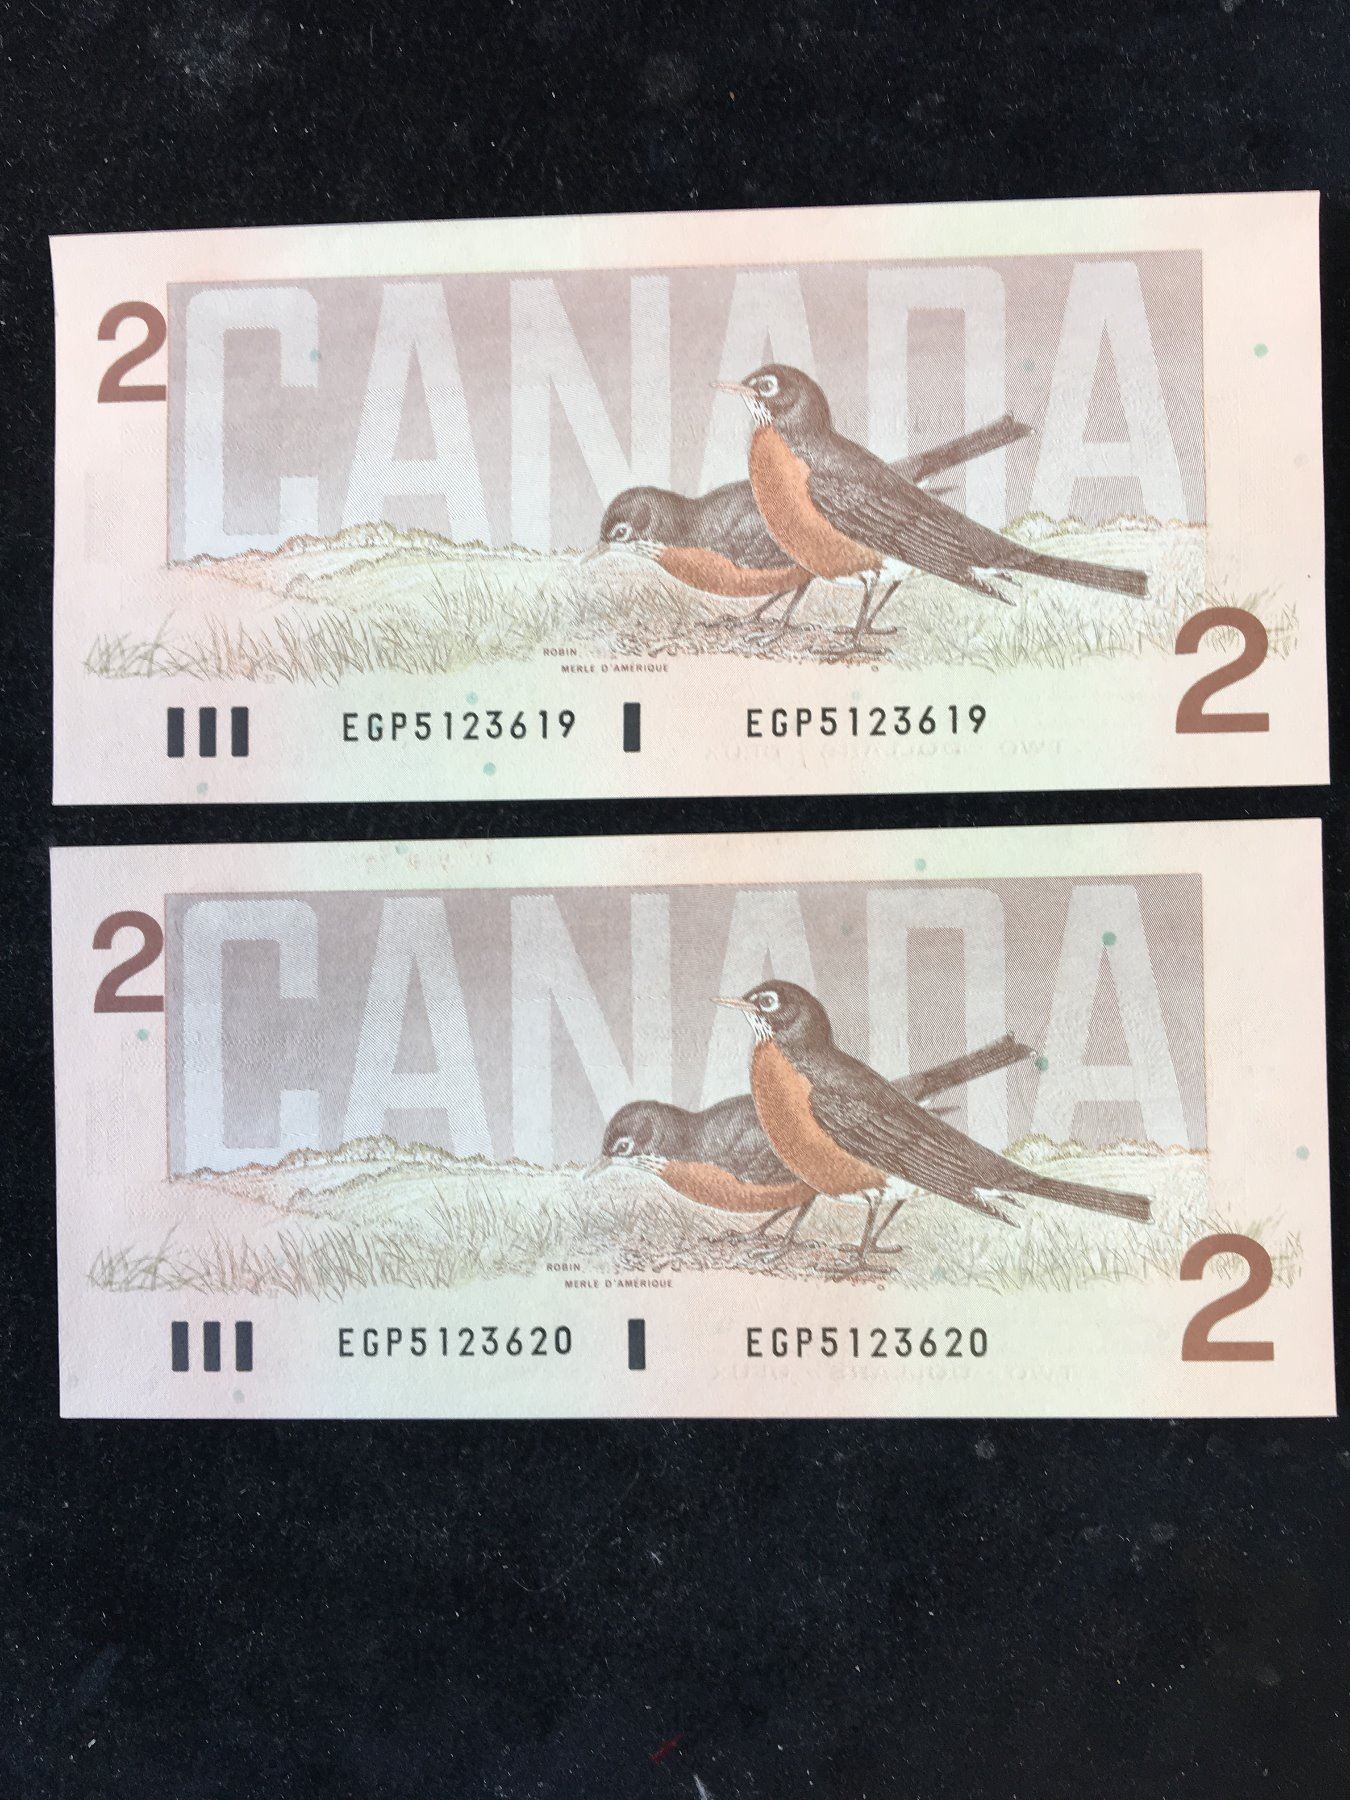 2 CANADA
ROBIN
MERLE D'AMÉRIQUE
2
EGP5123619 EGP5123619
2 CANADA
ROBIN
MERLE D'AMÉRIQUE
2
EGP5123620 EGP5123620